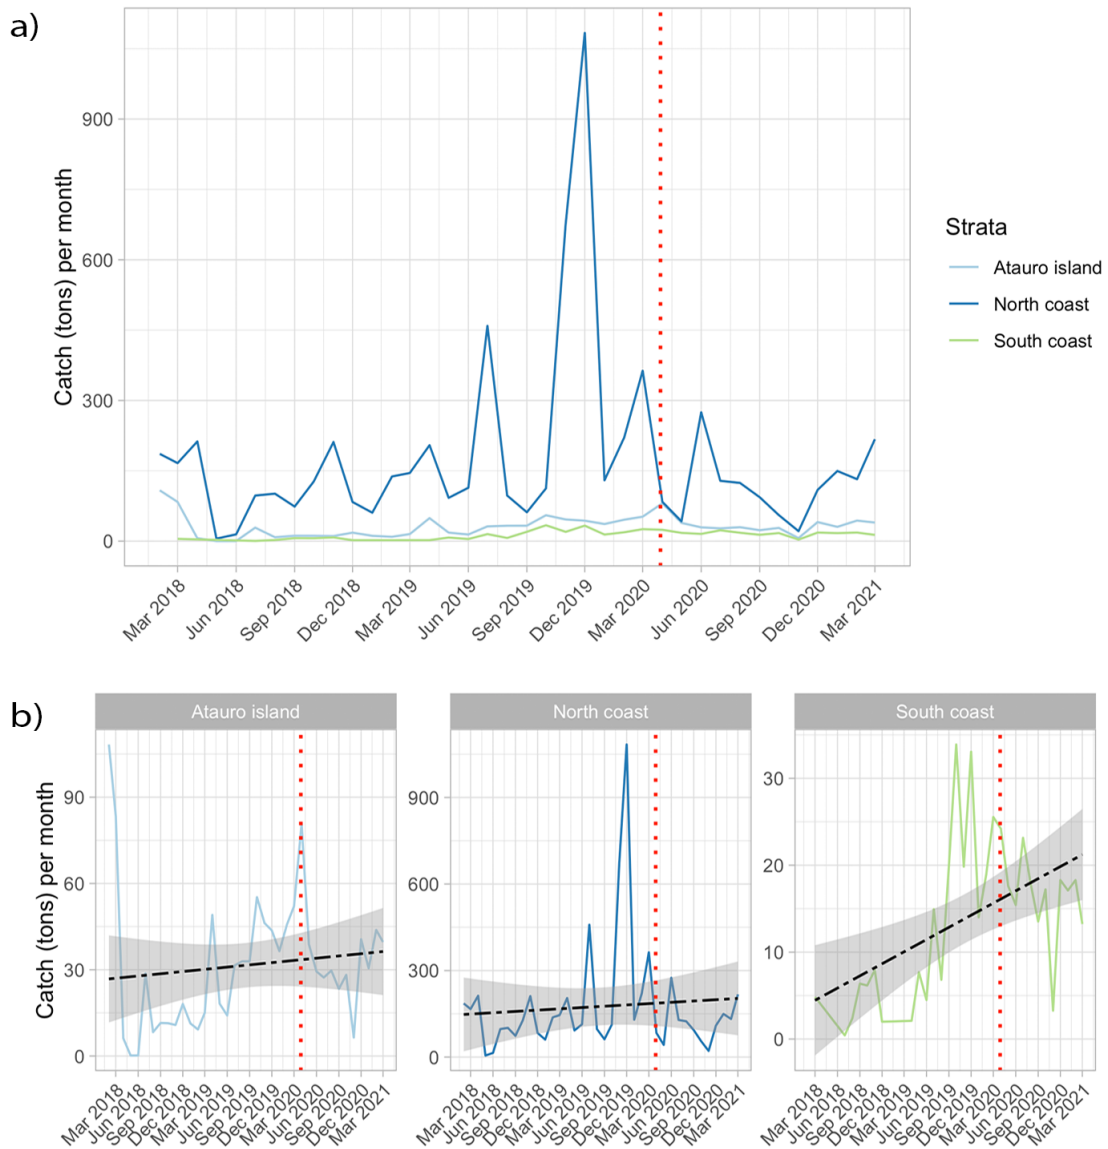 a)
Catch (tons) per month
900
600
300
0
Mar 2018
Jun 2018
Sep 2018
Dec 2018
Mar 2019
Jun 2019
Sep 2019
Dec 2019
Mar 2020
Jun 2020
Sep 2020
Dec 2020
Mar 2021
Strata
Atauro island
North coast
South coast
b)
Catch (tons) per month
Atauro island
90
60
30
0
Mar 2018
Jun 2018
Sep 2018
Dec 2018
Mar 2019
Jun 2019
Sep 2019
Dec 2019
Mar 2020
Jun 2020
Sep 2020
Dec 2020
Mar 2021
North coast
900
600
300
0
Mar 2018
Jun 2018
Sep 2018
Dec 2018
Mar 2019
Jun 2019
Sep 2019
Dec 2019
Mar 2020
Jun 2020
Sep 2020
Dec 2020
Mar 2021
South coast
30
20
10
0
Mar 2018
Jun 2018
Sep 2018
Dec 2018
Mar 2019
Jun 2019
Sep 2019
Dec 2019
Mar 2020
Jun 2020
Sep 2020
Dec 2020
Mar 2021